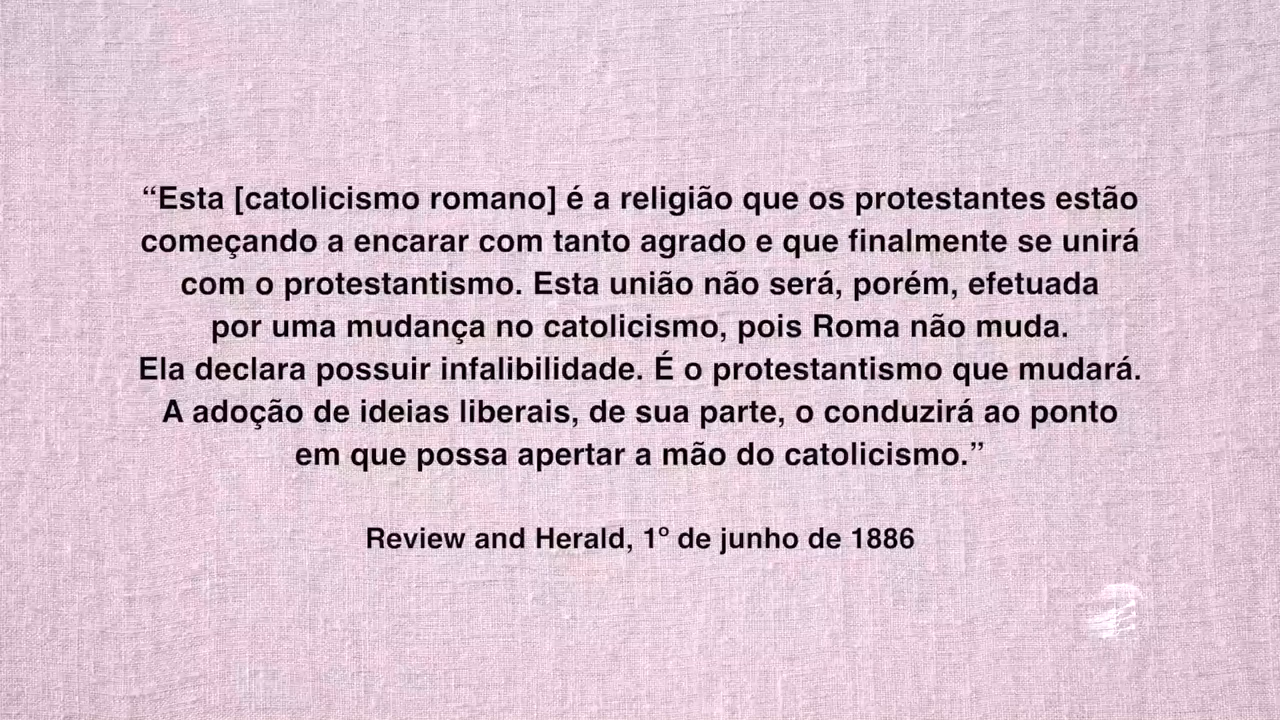 “Esta [catolicismo romano] é a religião que os protestantes estão
começando a encarar com tanto agrado e que finalmente se unirá
com o protestantismo. Esta união não será, porém, efetuada
por uma mudança no catolicismo, pois Roma não muda.
Ela declara possuir infalibilidade. É o protestantismo que mudará.
A adoção de ideias liberais, de sua parte, o conduzirá ao ponto
em que possa apertar a mão do catolicismo.”
Review and Herald, 1º de junho de 1886